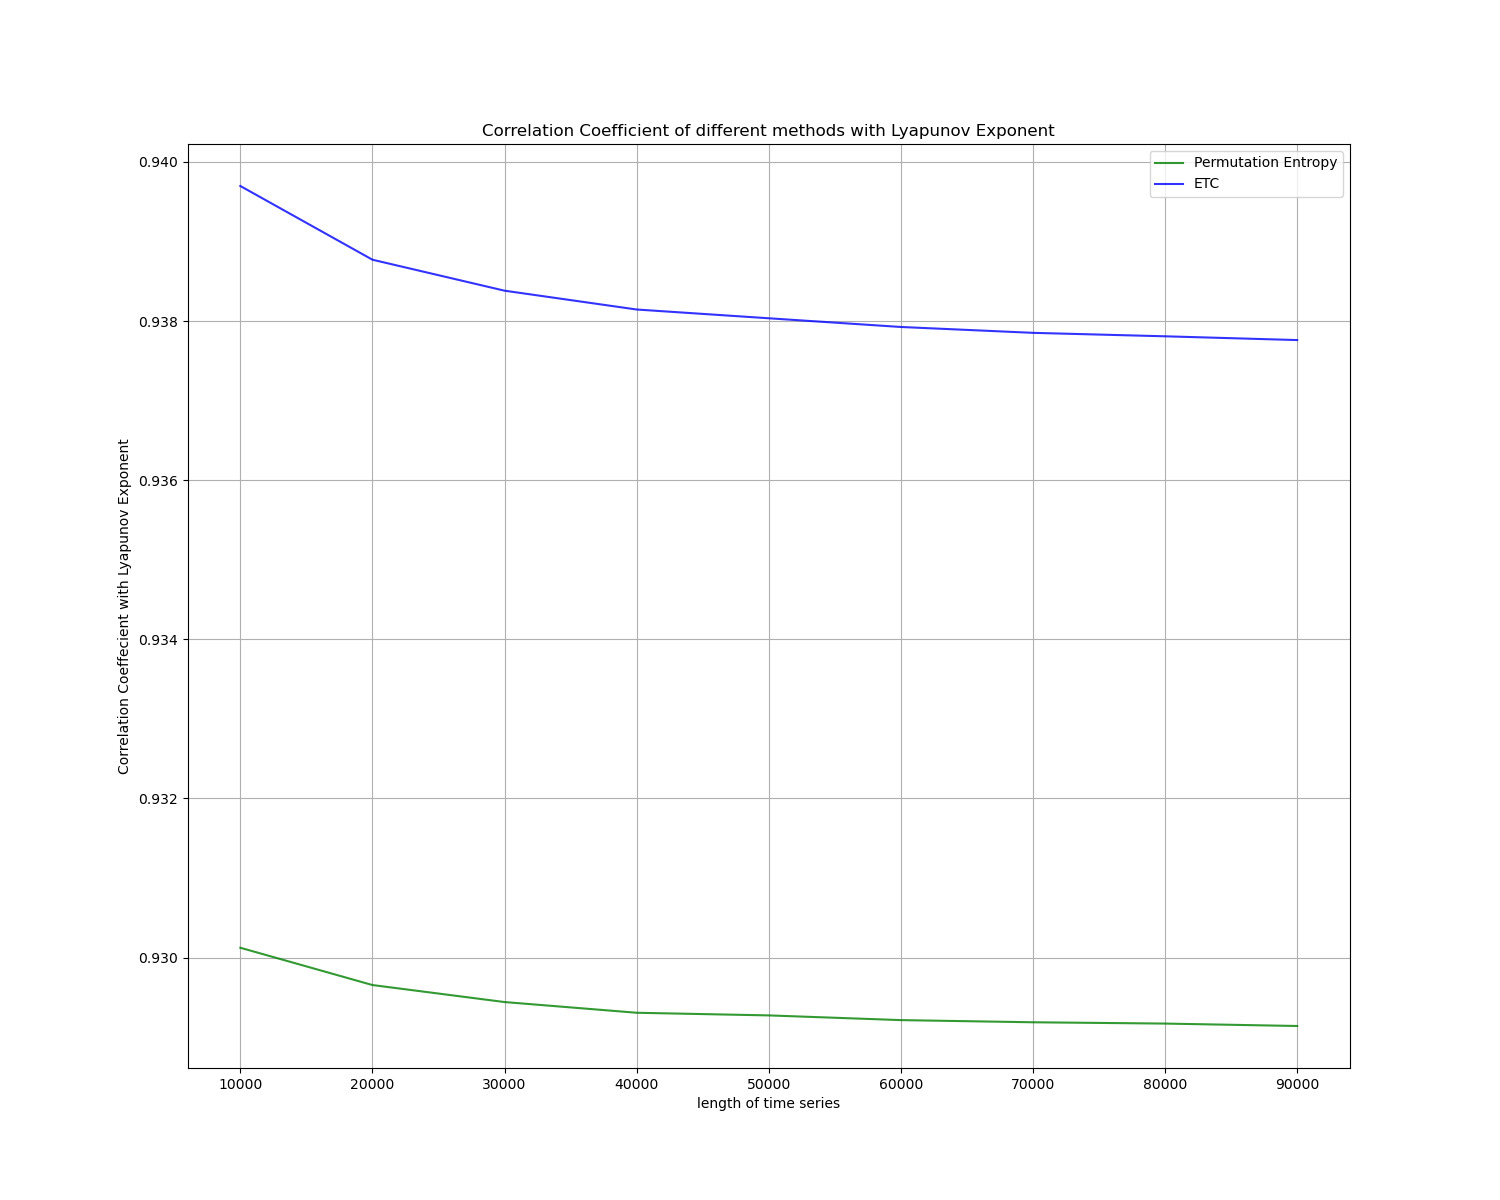 Correlation Coefficient of different methods with Lyapunov Exponent
Permutation Entropy
ETC
Correlation Coeffecient with Lyapunov Exponent
0.940
0.938
0.936
0.934
0.932
0.930
10000 20000 30000 40000 50000 60000 70000 80000 90000
length of time series